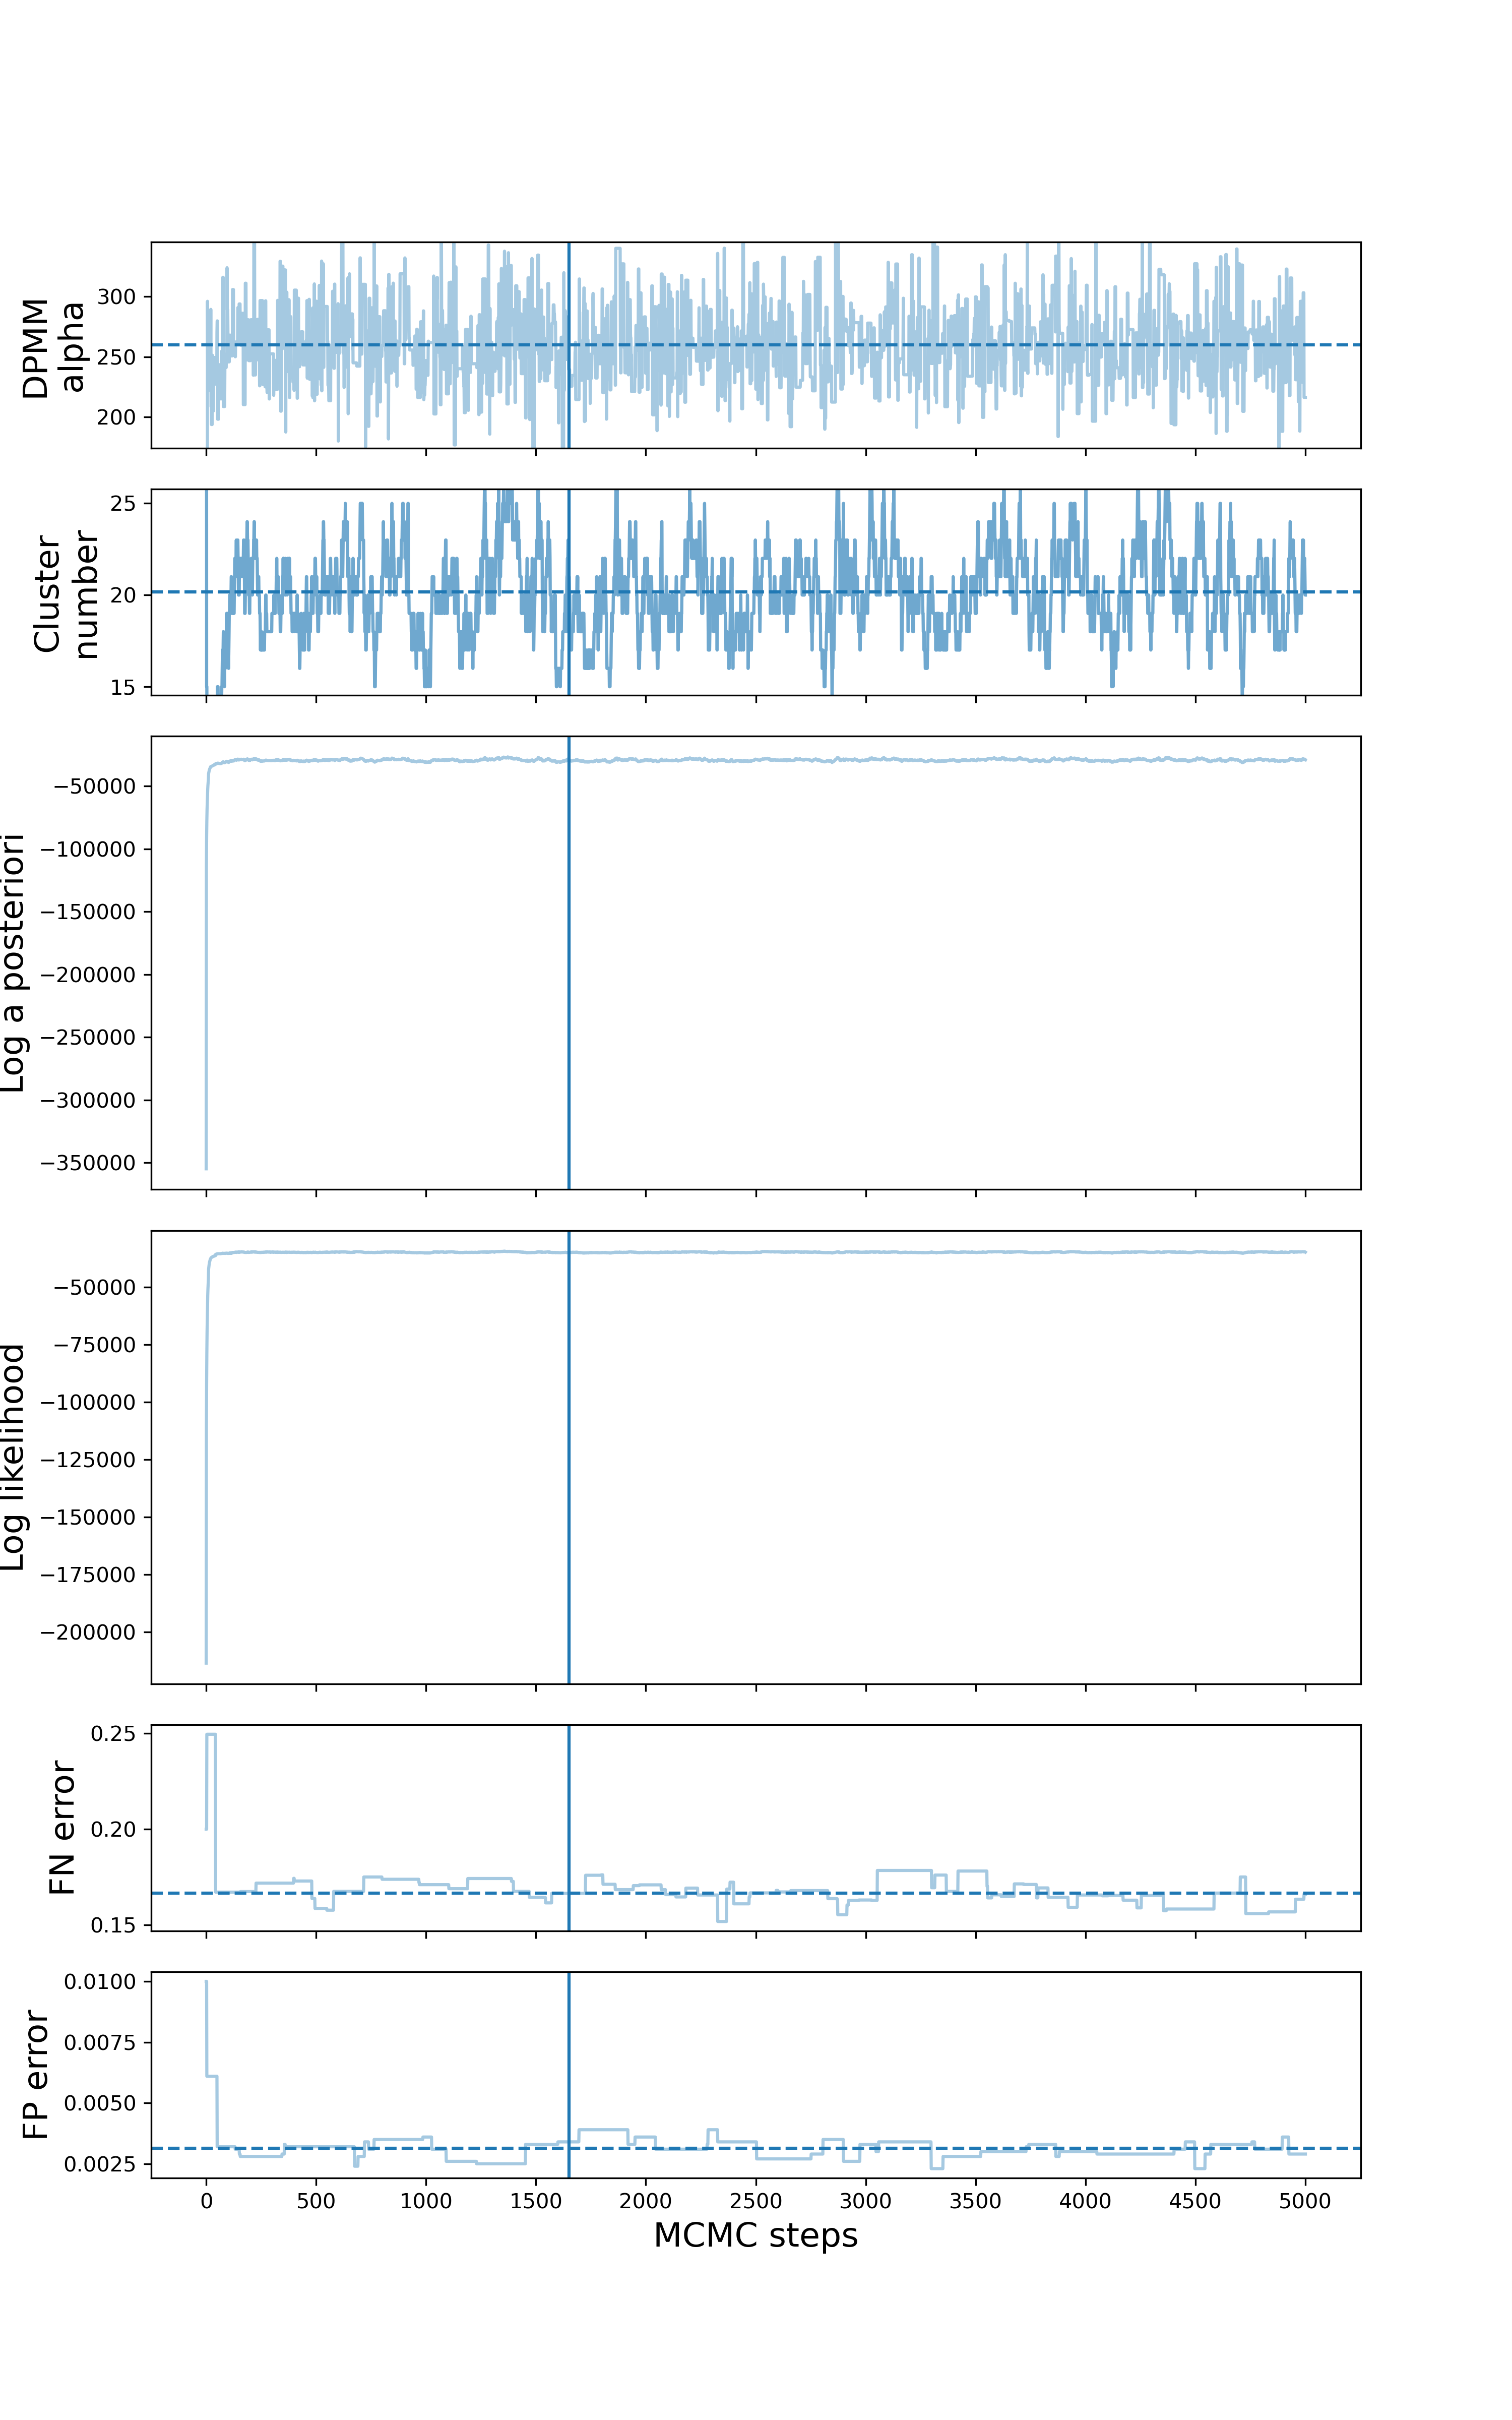 DPMM
alpha
300
250
200
Cluster
number
25
20
15
Log a posteriori
−50000
−100000
−150000
−200000
−250000
−300000
−350000
Log likelihood
−50000
−75000
−100000
−125000
−150000
−175000
−200000
FN error
0.25
0.20
0.15
FP error
0.0100
0.0075
0.0050
0.0025
0 500 1000 1500 2000 2500 3000 3500 4000 4500 5000
MCMC steps